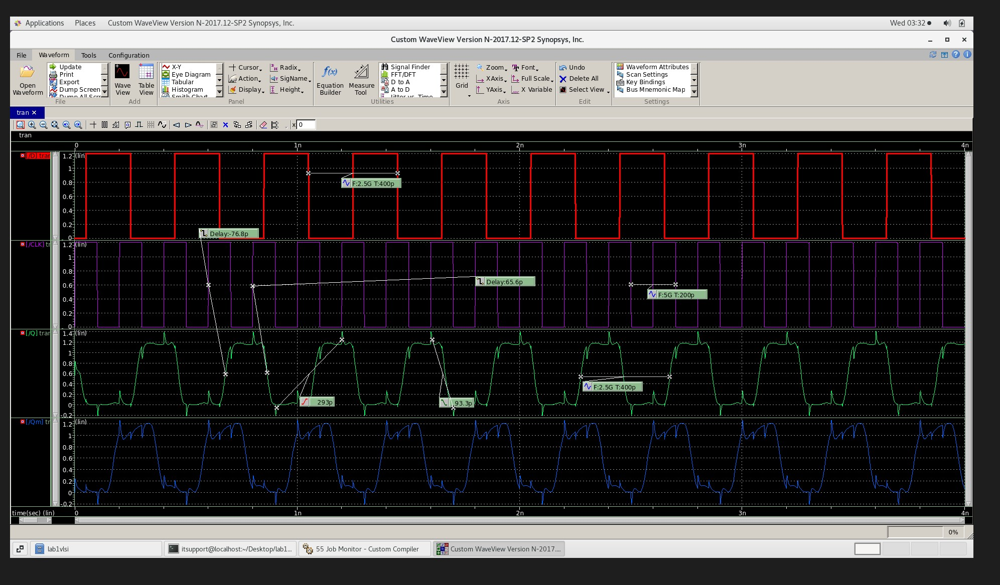 Applications Places Custom WaveView Version N-2017.12-SP2 Synopsys, Inc. Wed 03:32
Custom WaveView Version N-2017.12-SP2 Synopsys, Inc.
File Waveform Tools Configuration
Open Waveform
Update
Print
Export
Dump Screen
File
Wave View
Table View
Add
X-Y
Eye Diagram
Tabular
Histogram
Smith Chart
Cursor
Action
Display
Radix
SigName
Height
Panel
Equation Builder
Measure Tool
Signal Finder
FFT/DFT
D to A
A to D
Jitter vs. Time
Utilities
Grid
Zoom
XAxis
YAxis
Font
Full Scale
X Variable
Axis
Undo
Delete All
Select View
Edit
Waveform Attributes
Scan Settings
Key Bindings
Bus Mnemonic Map
Settings
tran
x 0
tran
0 1n 2n 3n 4n
[/D] tran
1.2 (lin)
1
0.8
0.6
0.4
0.2
0
F:2.5G T:400p
Delay:-76.8p
[/CLK] tr
1.2 (lin)
1
0.8
0.6
0.4
0.2
0
Delay:65.6p
F:5G T:200p
[/Q] tran
1.4 (lin)
1.2
1
0.8
0.6
0.4
0.2
0
-0.2
293p
93.3p
F:2.5G T:400p
[/Qm] tr
(lin)
1.2
1
0.8
0.6
0.4
0.2
0
-0.2
time(sec) (lin) 0 1n 2n 3n 4n
0%
lab1vlsi
itsupport@localhost:~/Desktop/lab1...
55 Job Monitor - Custom Compiler
Custom WaveView Version N-2017....